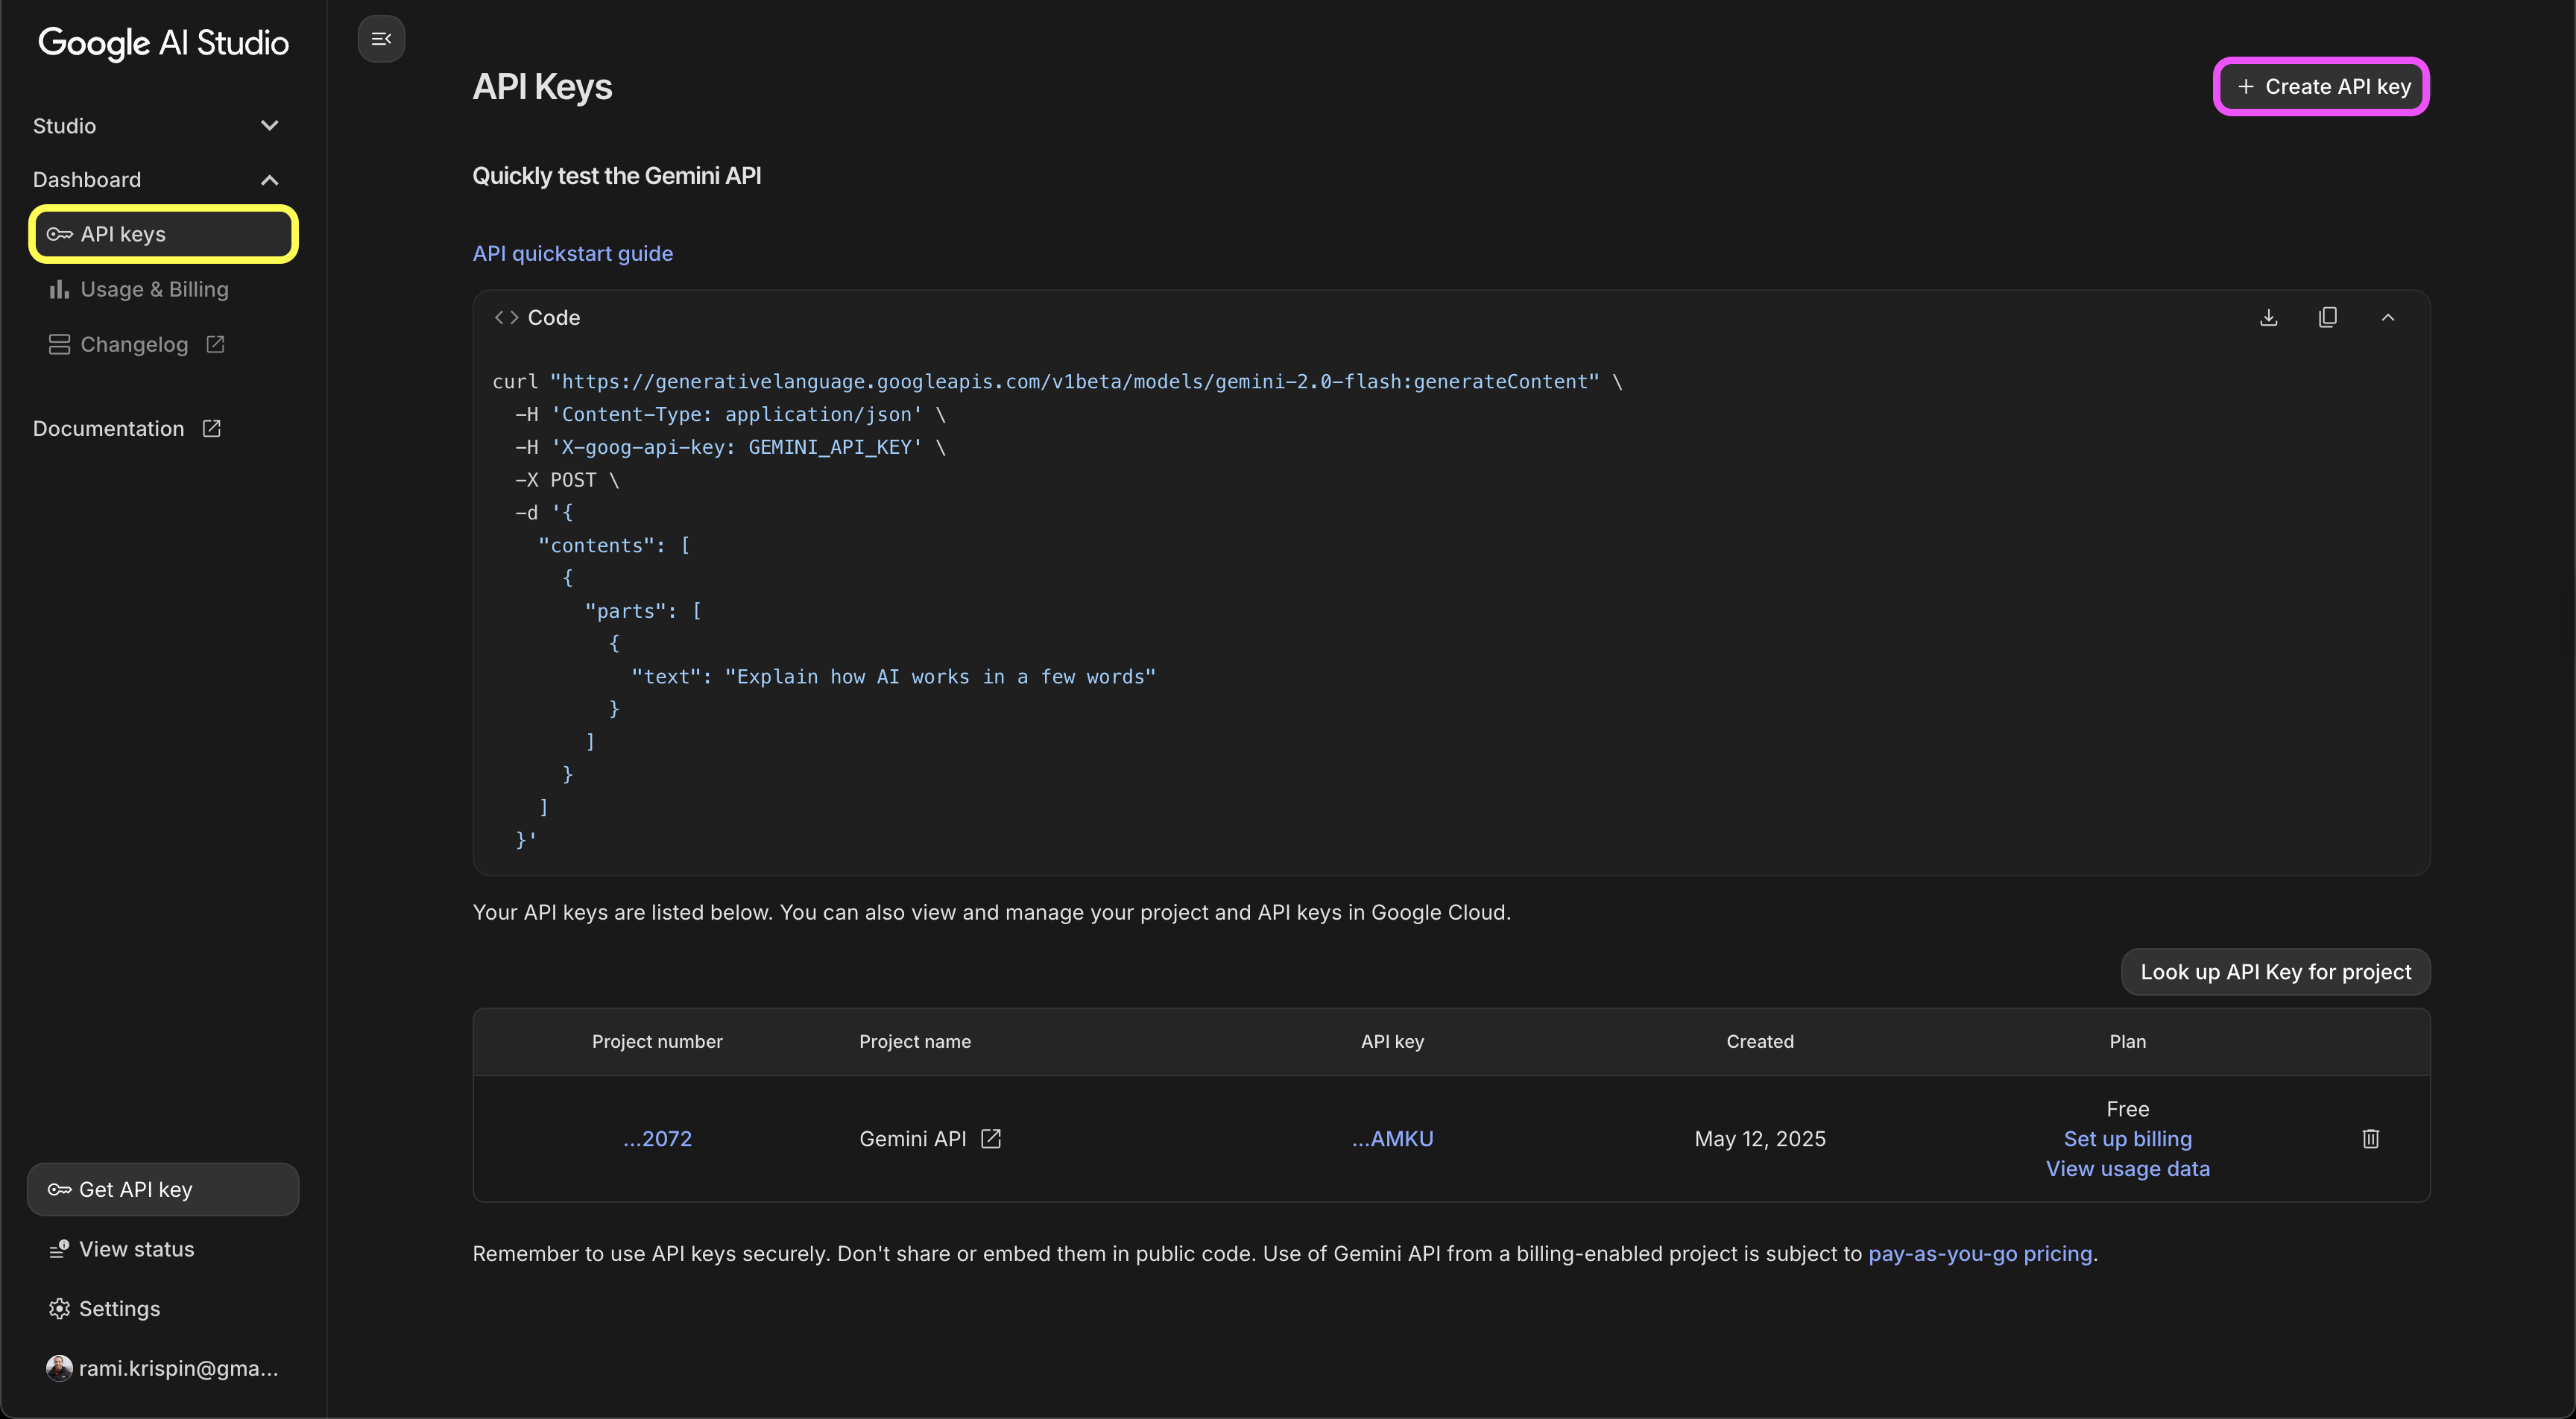 Google AI Studio
Studio
Dashboard
API keys
Usage & Billing
Changelog
Documentation
Get API key
View status
Settings
rami.krispin@gma...
API Keys
+ Create API key
Quickly test the Gemini API
API quickstart guide
<> Code
curl "https://generativelanguage.googleapis.com/v1beta/models/gemini-2.0-flash:generateContent" \
  -H 'Content-Type: application/json' \
  -H 'X-goog-api-key: GEMINI_API_KEY' \
  -X POST \
  -d '{
    "contents": [
      {
        "parts": [
          {
            "text": "Explain how AI works in a few words"
          }
        ]
      }
    ]
  }'
Your API keys are listed below. You can also view and manage your project and API keys in Google Cloud.
Look up API Key for project
Project number Project name API key Created Plan
...2072 Gemini API ...AMKU May 12, 2025 Free
Set up billing
View usage data
Remember to use API keys securely. Don't share or embed them in public code. Use of Gemini API from a billing-enabled project is subject to pay-as-you-go pricing.